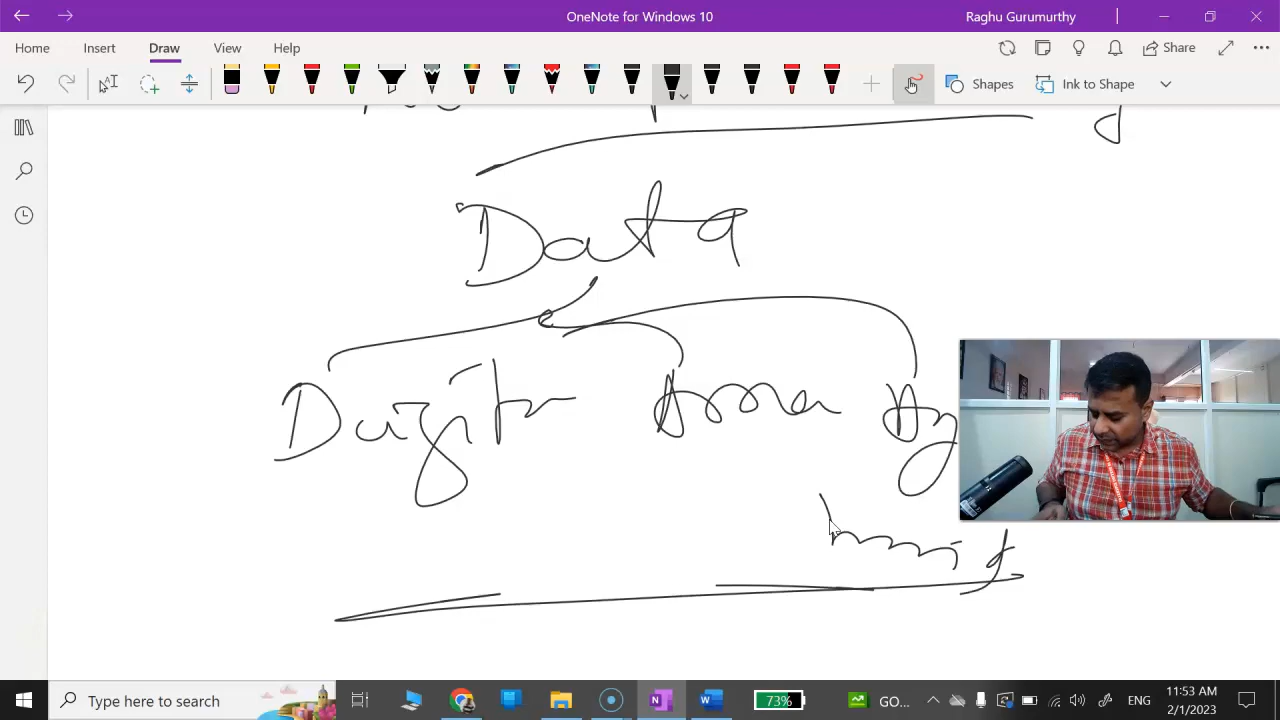 OneNote for Windows 10
Raghu Gurumurthy
Home Insert Draw View Help
Share
Shapes
Ink to Shape
Data
Type here to search
73%
GO...
ENG
11:53 AM
2/1/2023